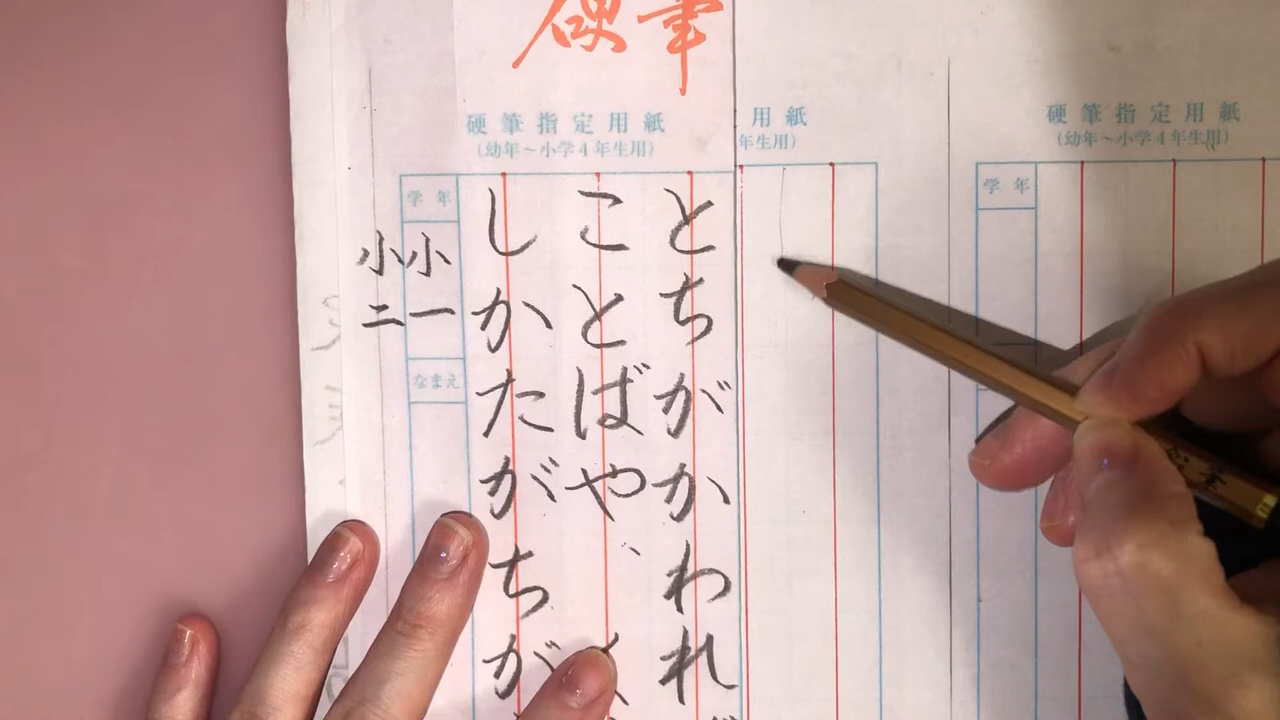 硬筆
硬筆指定用紙
(幼年～小学4年生用)
用紙
年生用)
硬筆指定用紙
(幼年～小学4年生用)
とちがかわれ
ことばや、く
しかたがちが
学年
小一
小二
なまえ
学年